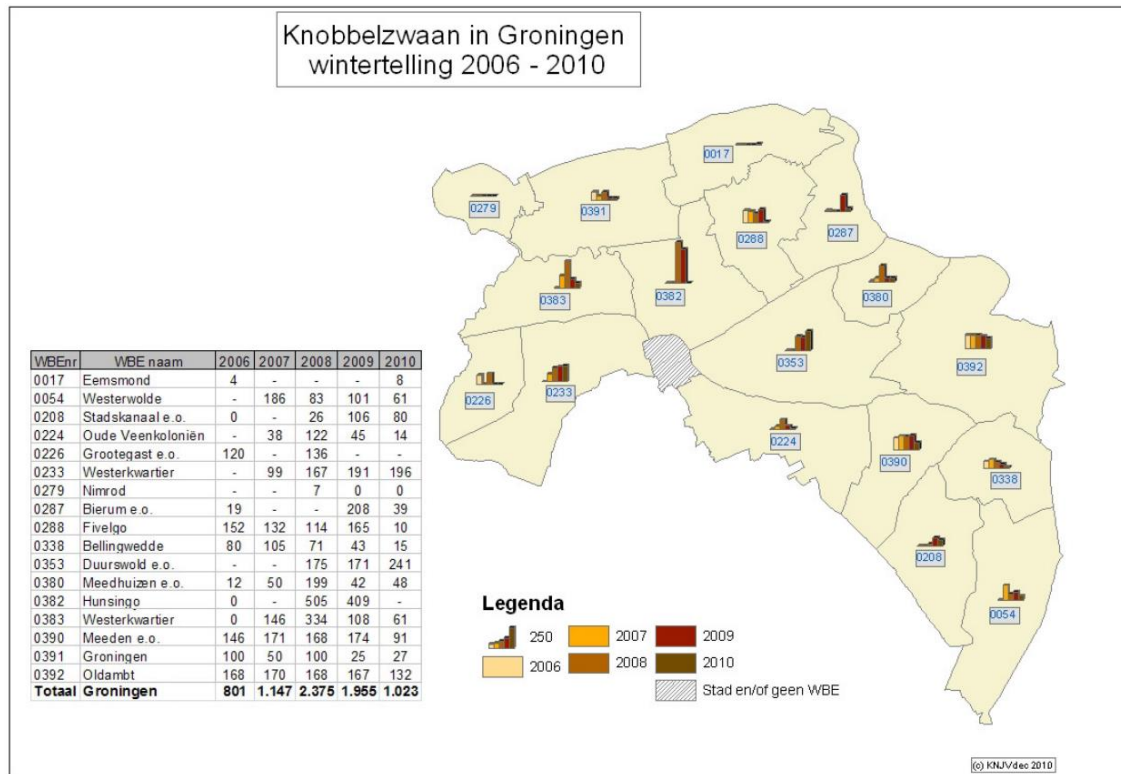 Knobbelzwaan in Groningen
wintertelling 2006 - 2010
0017
0279
0391
0288
0287
0383
0382
0380
0353
0392
0226
0233
0224
0390
0338
0208
0054
WBEnr WBE naam 2006 2007 2008 2009 2010
0017 Eemsmond 4 - - - 8
0054 Westerwolde - 186 83 101 61
0208 Stadskanaal e.o. 0 - 26 106 80
0224 Oude Veenkoloniën - 38 122 45 14
0226 Grootegast e.o. 120 - 136 - -
0233 Westerkwartier - 99 167 191 196
0279 Nimrod - - 7 0 0
0287 Bierum e.o. 19 - - 208 39
0288 Fivelgo 152 132 114 165 10
0338 Bellingwedde 80 105 71 43 15
0353 Duurswold e.o. - - 175 171 241
0380 Meedhuizen e.o. 12 50 199 42 48
0382 Hunsingo 0 - 505 409 -
0383 Westerkwartier 0 146 334 108 61
0390 Meeden e.o. 146 171 168 174 91
0391 Groningen 100 50 100 25 27
0392 Oldambt 168 170 168 167 132
Totaal Groningen 801 1.147 2.375 1.955 1.023
Legenda
250 2007 2009
2006 2008 2010
Stad en/of geen WBE
(c) KNJV/dec 2010